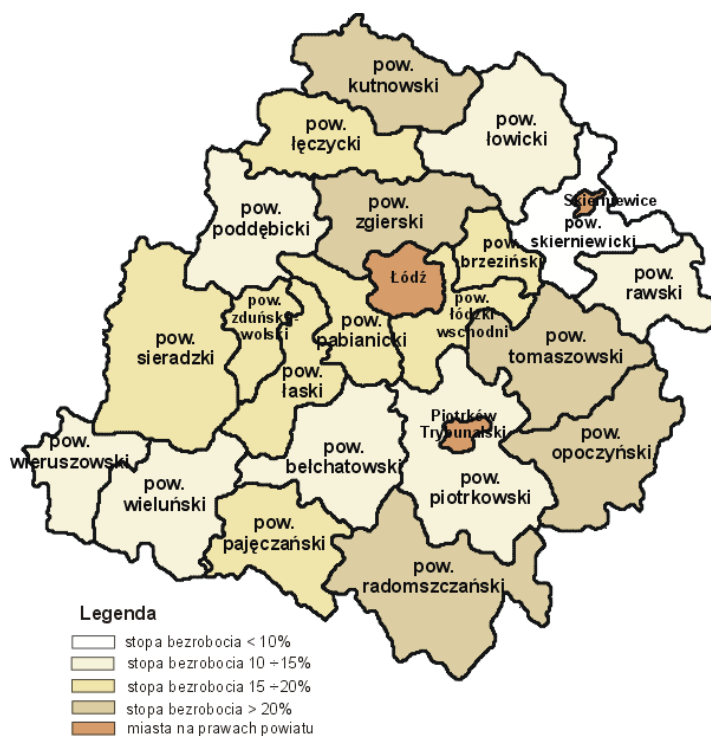 pow.
kutnowski
pow.
łęczycki
pow.
łowicki
pow.
poddębicki
pow.
zgierski
Skierniewice
pow.
skierniewicki
pow.
brzeziński
Łódź
pow.
rawski
pow.
zduńsko-
wolski
pow.
pabianicki
pow.
łódzki
wschodni
pow.
sieradzki
pow.
tomaszowski
pow.
łaski
Piotrków
Trybunalski
pow.
opoczyński
pow.
wieruszowski
pow.
bełchatowski
pow.
wieluński
pow.
piotrkowski
pow.
pajęczański
pow.
radomszczański
Legenda
stopa bezrobocia < 10%
stopa bezrobocia 10 ÷15%
stopa bezrobocia 15 ÷20%
stopa bezrobocia > 20%
miasta na prawach powiatu